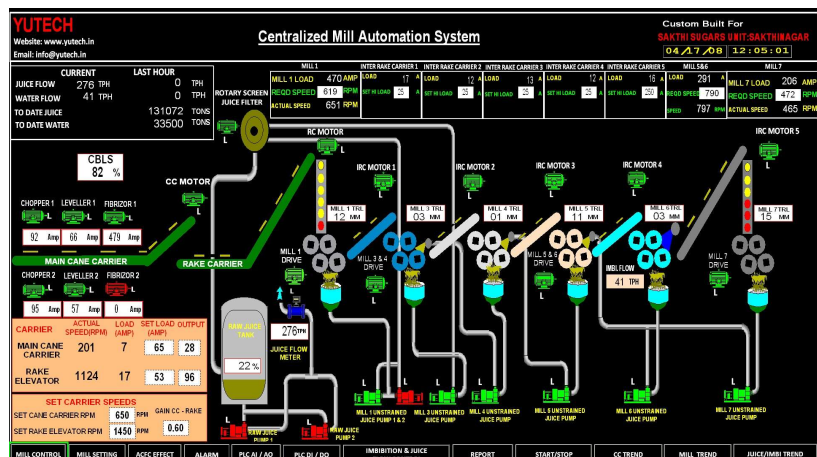 YUTECH
Website: www.yutech.in
Email: info@yutech.in
Centralized Mill Automation System
Custom Built For
SAKTHI SUGARS UNIT:SAKTHINAGAR
04/17/08 12:05:01
CURRENT LAST HOUR
JUICE FLOW 276 TPH 0 TPH
WATER FLOW 41 TPH 0 TPH
TO DATE JUICE 131072 TONS
TO DATE WATER 33500 TONS
MILL 1
MILL 1 LOAD 470 AMP
REQD SPEED 619 RPM
ACTUAL SPEED 651 RPM
INTER RAKE CARRIER 1
LOAD 17 A
SET HI LOAD 25 A
INTER RAKE CARRIER 2
LOAD 12 A
SET HI LOAD 25 A
INTER RAKE CARRIER 3
LOAD 13 A
SET HI LOAD 25 A
INTER RAKE CARRIER 4
LOAD 12 A
SET HI LOAD 25 A
INTER RAKE CARRIER 5
LOAD 16 A
SET HI LOAD 250 A
MILL 5&6
LOAD 291 A
REQD SPEED 790
SPEED 797 RPM
MILL 7
MILL 7 LOAD 206 AMP
REQD SPEED 472 RPM
ACTUAL SPEED 465 RPM
ROTARY SCREEN
JUICE FILTER
L
RC MOTOR
L
IRC MOTOR 1
L
IRC MOTOR 2
L
IRC MOTOR 3
L
IRC MOTOR 4
L
IRC MOTOR 5
L
CBLS
82 %
CC MOTOR
L
CHOPPER 1 LEVELLER 1 FIBRIZOR 1
L L L
92 Amp 66 Amp 479 Amp
MAIN CANE CARRIER
RAKE CARRIER
CHOPPER 2 LEVELLER 2 FIBRIZOR 2
L L L
95 Amp 57 Amp 0 Amp
MILL 1 TRL
12 MM
MILL 3 TRL
03 MM
MILL 4 TRL
01 MM
MILL 5 TRL
11 MM
MILL 6 TRL
03 MM
MILL 7 TRL
15 MM
MILL 1
DRIVE
L
MILL 3 & 4
DRIVE
L
MILL 5 & 6
DRIVE
L
MILL 7
DRIVE
L
IMBI FLOW
41 TPH
CARRIER ACTUAL SPEED(RPM) LOAD (AMP) SET LOAD (AMP) OUTPUT
MAIN CANE CARRIER 201 7 65 28
RAKE ELEVATOR 1124 17 53 96
SET CARRIER SPEEDS
SET CANE CARRIER RPM 650 RPM GAIN CC - RAKE
SET RAKE ELEVATOR RPM 1450 RPM 0.60
RAW JUICE
TANK
22 %
276 TPH
JUICE FLOW
METER
L
RAW JUICE
PUMP 1
L
RAW JUICE
PUMP 2
L L
MILL 1 UNSTRAINED
JUICE PUMP 1 & 2
L
MILL 3 UNSTRAINED
JUICE PUMP
L
MILL 4 UNSTRAINED
JUICE PUMP
L
MILL 5 UNSTRAINED
JUICE PUMP
L
MILL 6 UNSTRAINED
JUICE PUMP
L
MILL 7 UNSTRAINED
JUICE PUMP
MILL CONTROL MILL SETTING ACFC EFFECT ALARM PLC AI / AO PLC DI / DO IMBIBITION & JUICE REPORT START/STOP CC TREND MILL TREND JUICE/IMBI TREND